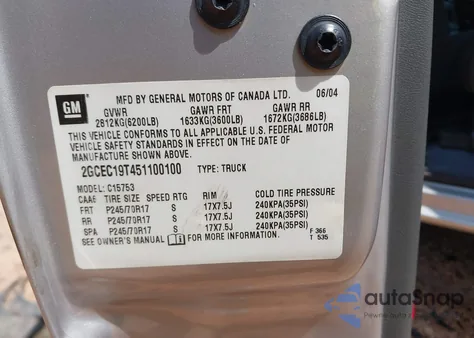 GM
MFD BY GENERAL MOTORS OF CANADA LTD. 06/04
GVWR GAWR FRT GAWR RR
2812KG(6200LB) 1633KG(3600LB) 1672KG(3686LB)
THIS VEHICLE CONFORMS TO ALL APPLICABLE U.S. FEDERAL MOTOR
VEHICLE SAFETY STANDARDS IN EFFECT ON THE DATE OF
MANUFACTURE SHOWN ABOVE.
2GCEC19T451100100 TYPE: TRUCK
MODEL: C15753
CAAE TIRE SIZE SPEED RTG RIM COLD TIRE PRESSURE
FRT P245/70R17 S 17X7.5J 240KPA(35PSI)
RR P245/70R17 S 17X7.5J 240KPA(35PSI)
SPA P245/70R17 S 17X7.5J 240KPA(35PSI)
SEE OWNER'S MANUAL FOR MORE INFORMATION
F 366
T 535
autoSnap